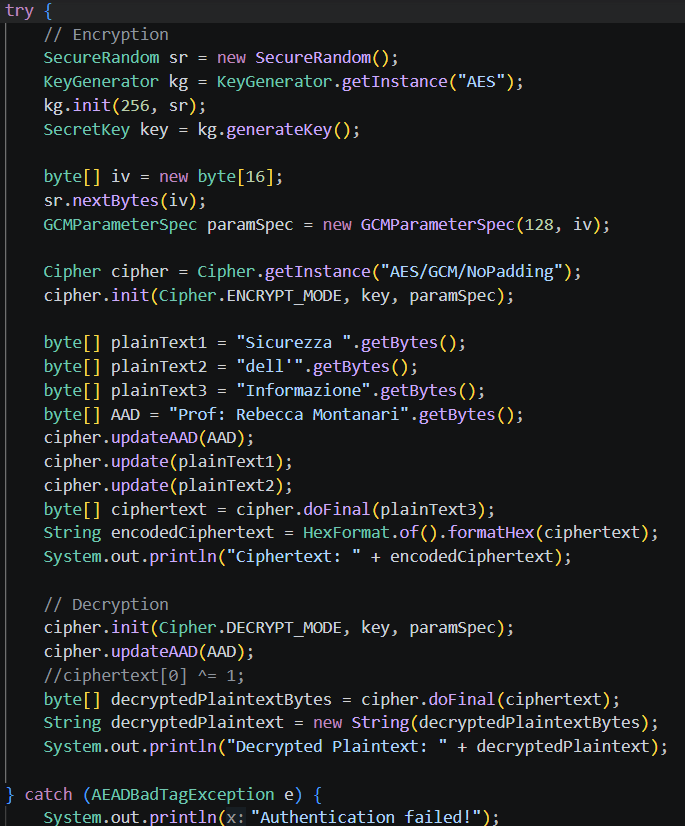 try {
// Encryption
SecureRandom sr = new SecureRandom();
KeyGenerator kg = KeyGenerator.getInstance("AES");
kg.init(256, sr);
SecretKey key = kg.generateKey();
byte[] iv = new byte[16];
sr.nextBytes(iv);
GCMParameterSpec paramSpec = new GCMParameterSpec(128, iv);
Cipher cipher = Cipher.getInstance("AES/GCM/NoPadding");
cipher.init(Cipher.ENCRYPT_MODE, key, paramSpec);
byte[] plainText1 = "Sicurezza ".getBytes();
byte[] plainText2 = "dell'".getBytes();
byte[] plainText3 = "Informazione".getBytes();
byte[] AAD = "Prof: Rebecca Montanari".getBytes();
cipher.updateAAD(AAD);
cipher.update(plainText1);
cipher.update(plainText2);
byte[] ciphertext = cipher.doFinal(plainText3);
String encodedCiphertext = HexFormat.of().formatHex(ciphertext);
System.out.println("Ciphertext: " + encodedCiphertext);
// Decryption
cipher.init(Cipher.DECRYPT_MODE, key, paramSpec);
cipher.updateAAD(AAD);
//ciphertext[0] ^= 1;
byte[] decryptedPlaintextBytes = cipher.doFinal(ciphertext);
String decryptedPlaintext = new String(decryptedPlaintextBytes);
System.out.println("Decrypted Plaintext: " + decryptedPlaintext);
} catch (AEADBadTagException e) {
System.out.println(x: "Authentication failed!");